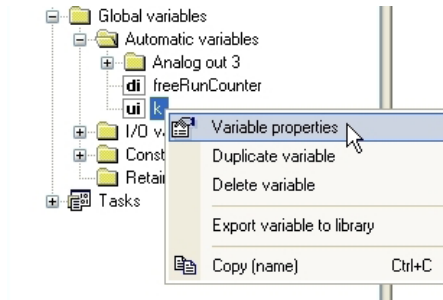 Global variables
Automatic variables
Analog out 3
di freeRunCounter
ui k
I/O v
Const
Retai
Tasks
Variable properties
Duplicate variable
Delete variable
Export variable to library
Copy (name) Ctrl+C